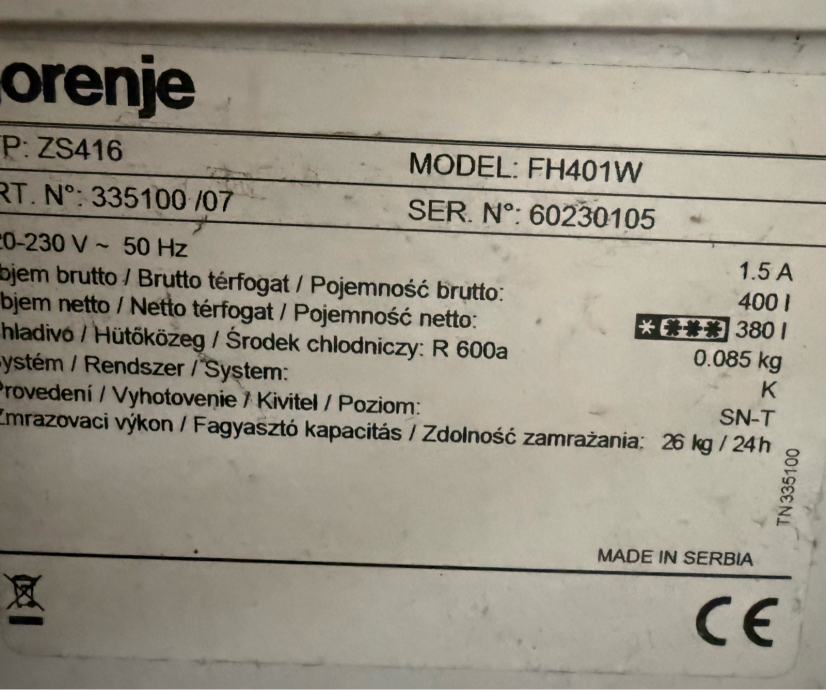 orenje
P: ZS416 MODEL: FH401W
RT. N°: 335100 /07 SER. N°: 60230105
0-230 V ~ 50 Hz 1.5 A
bjem brutto / Brutto térfogat / Pojemność brutto: 400 l
bjem netto / Netto térfogat / Pojemność netto: 380 l
hladivo / Hűtőközeg / Środek chlodniczy: R 600a 0.085 kg
ystém / Rendszer / System: K
rovedení / Vyhotovenie / Kivitel / Poziom: SN-T
mrazovaci výkon / Fagyasztó kapacitás / Zdolność zamrażania: 26 kg / 24h
TN 335100
MADE IN SERBIA
CE